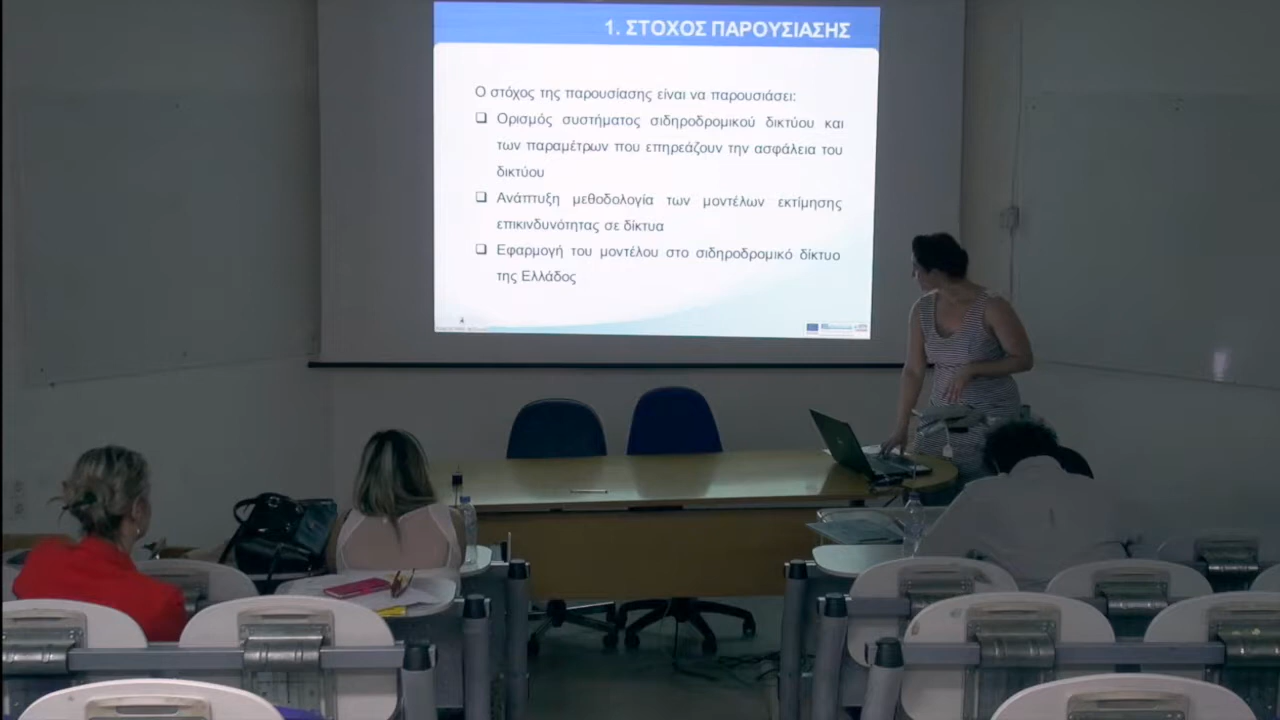 1. ΣΤΟΧΟΣ ΠΑΡΟΥΣΙΑΣΗΣ
Ο στόχος της παρουσίασης είναι να παρουσιάσει:
Ορισμός συστήματος σιδηροδρομικού δικτύου και
των παραμέτρων που επηρεάζουν την ασφάλεια του
δικτύου
Ανάπτυξη μεθοδολογία των μοντέλων εκτίμησης
επικινδυνότητας σε δίκτυα
Εφαρμογή του μοντέλου στο σιδηροδρομικό δίκτυο
της Ελλάδος